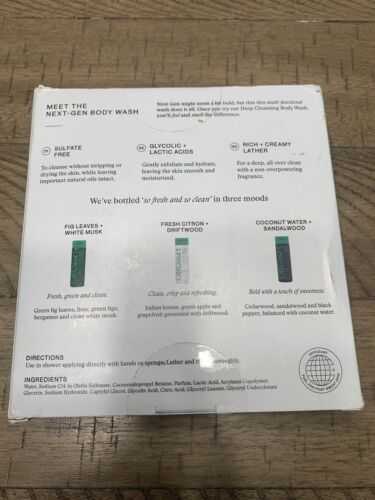 MEET THE
NEXT-GEN BODY WASH
Next Gen might seem a bit bold, but this thin multi-functional
wash does it all. Once you try our Deep Cleansing Body Wash,
you'll feel and smell the difference.
01 SULFATE
FREE
To cleanse without stripping or
drying the skin, while leaving
important natural oils intact.
02 GLYCOLIC +
LACTIC ACIDS
Gently exfoliate and hydrate,
leaving the skin smooth and
moisturized.
03 RICH + CREAMY
LATHER
For a deep, all over clean
with a non-overpowering
fragrance.
We've bottled 'so fresh and so clean' in three moods
FIG LEAVES +
WHITE MUSK
Fresh, green and clean.
Green fig leaves, lime, green figs,
bergamot and clean white musk.
FRESH CITRON +
DRIFTWOOD
Clean, crisp and refreshing.
Italian lemon, green apple and
grapefruit grounded with driftwood.
COCONUT WATER +
SANDALWOOD
Bold with a touch of sweetness.
Cedarwood, sandalwood and black
pepper, balanced with coconut water.
DIRECTIONS
Use in shower applying directly with hands or sponge. Lather and
INGREDIENTS
Water, Sodium C14-16 Olefin Sulfonate, Cocamidopropyl Betaine, Parfum, Lactic Acid, Acrylates Copolymer,
Glycerin, Sodium Hydroxide, Caprylyl Glycol, Glycolic Acid, Citric Acid, Glyceryl Laurate, Glyceryl Undecylenate